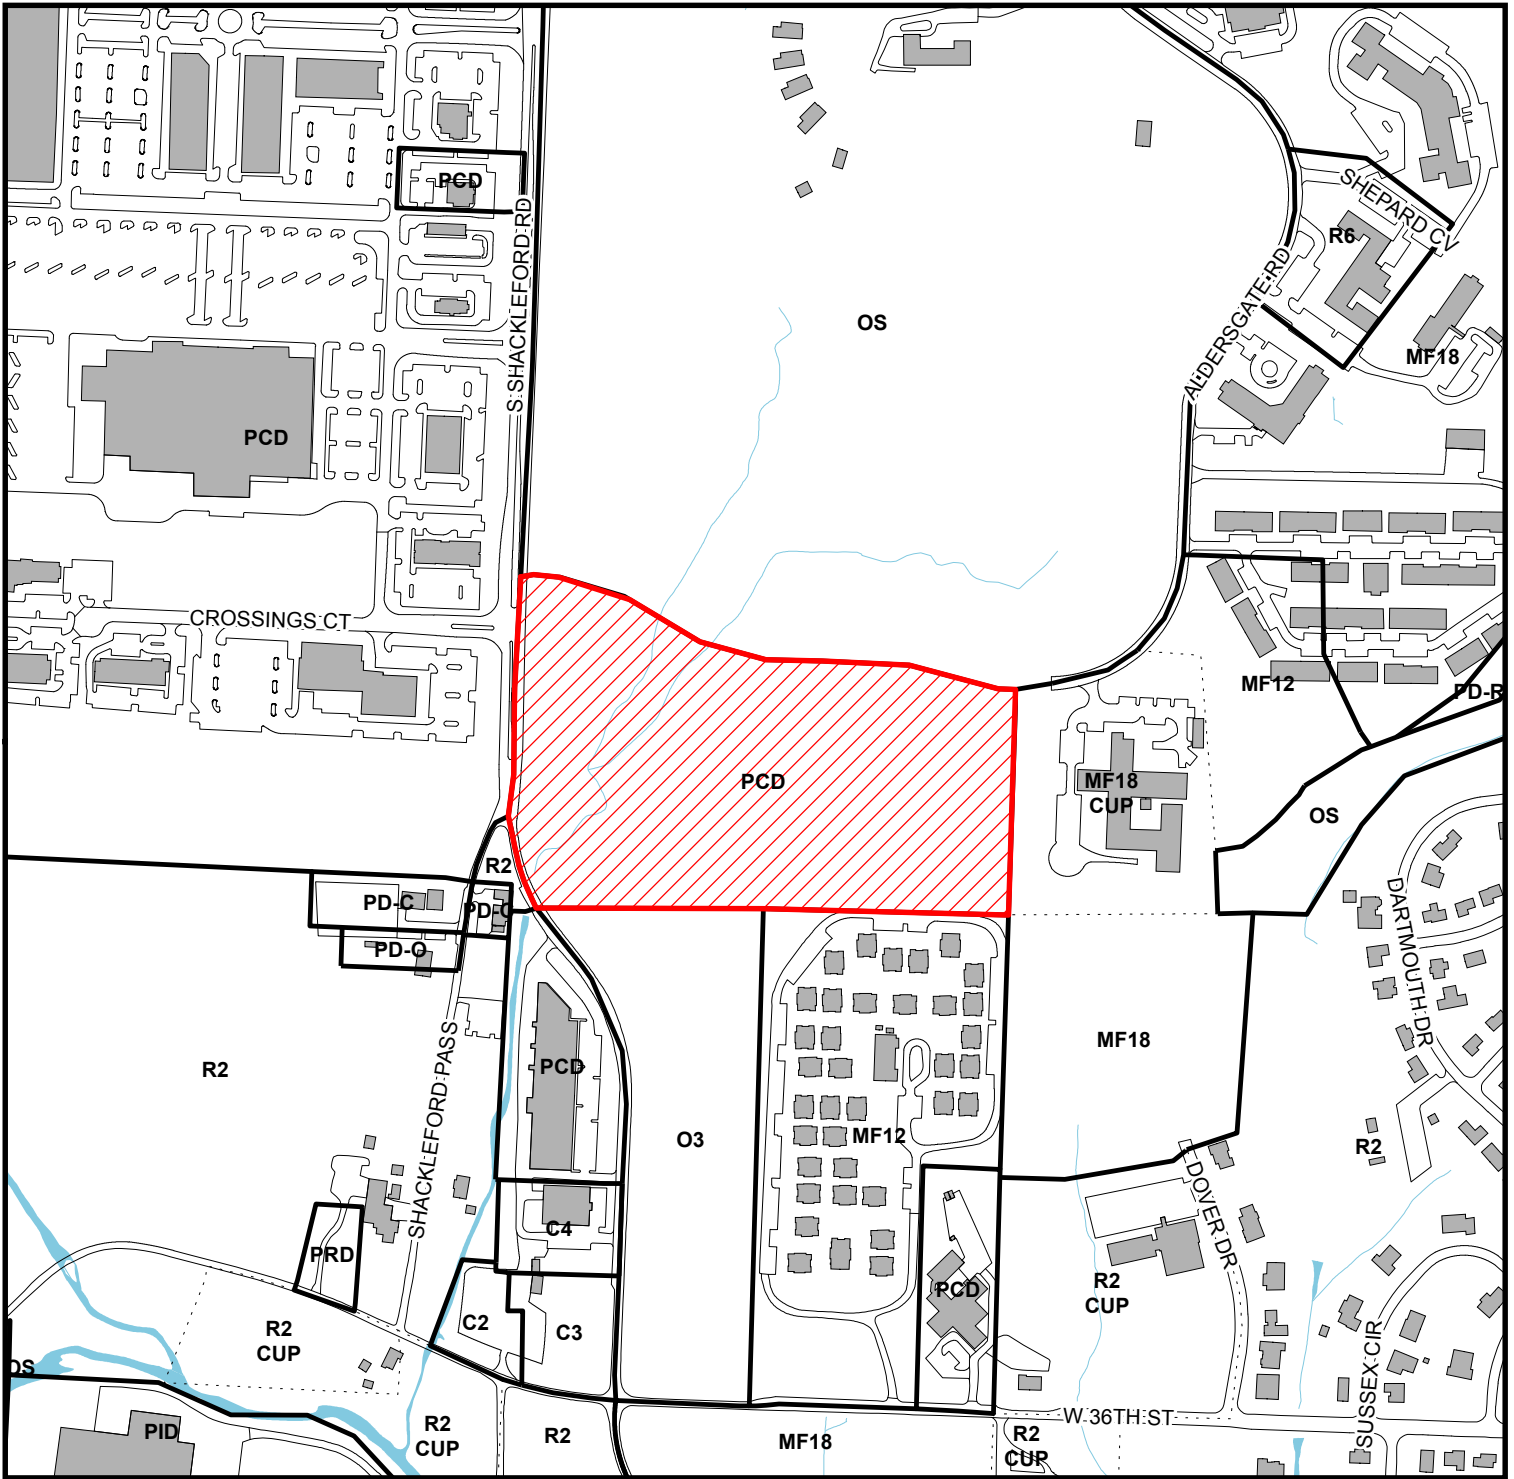 PCD
S SHACKLEFORD RD
SHEPARD CV
R6
ALDERSGATE RD
OS
MF18
PCD
CROSSINGS CT
MF12
PD-R
PCD
MF18
CUP
OS
R2
PD-C
PD-C
PD-O
DARTMOUTH DR
R2
SHACKLEFORD PASS
PCD
MF18
O3
MF12
R2
DOVER DR
C4
PRD
PCD
R2
CUP
C2
C3
R2
CUP
OS
SUSSEX CIR
W 36TH ST
PID
R2
CUP
R2
MF18
R2
CUP